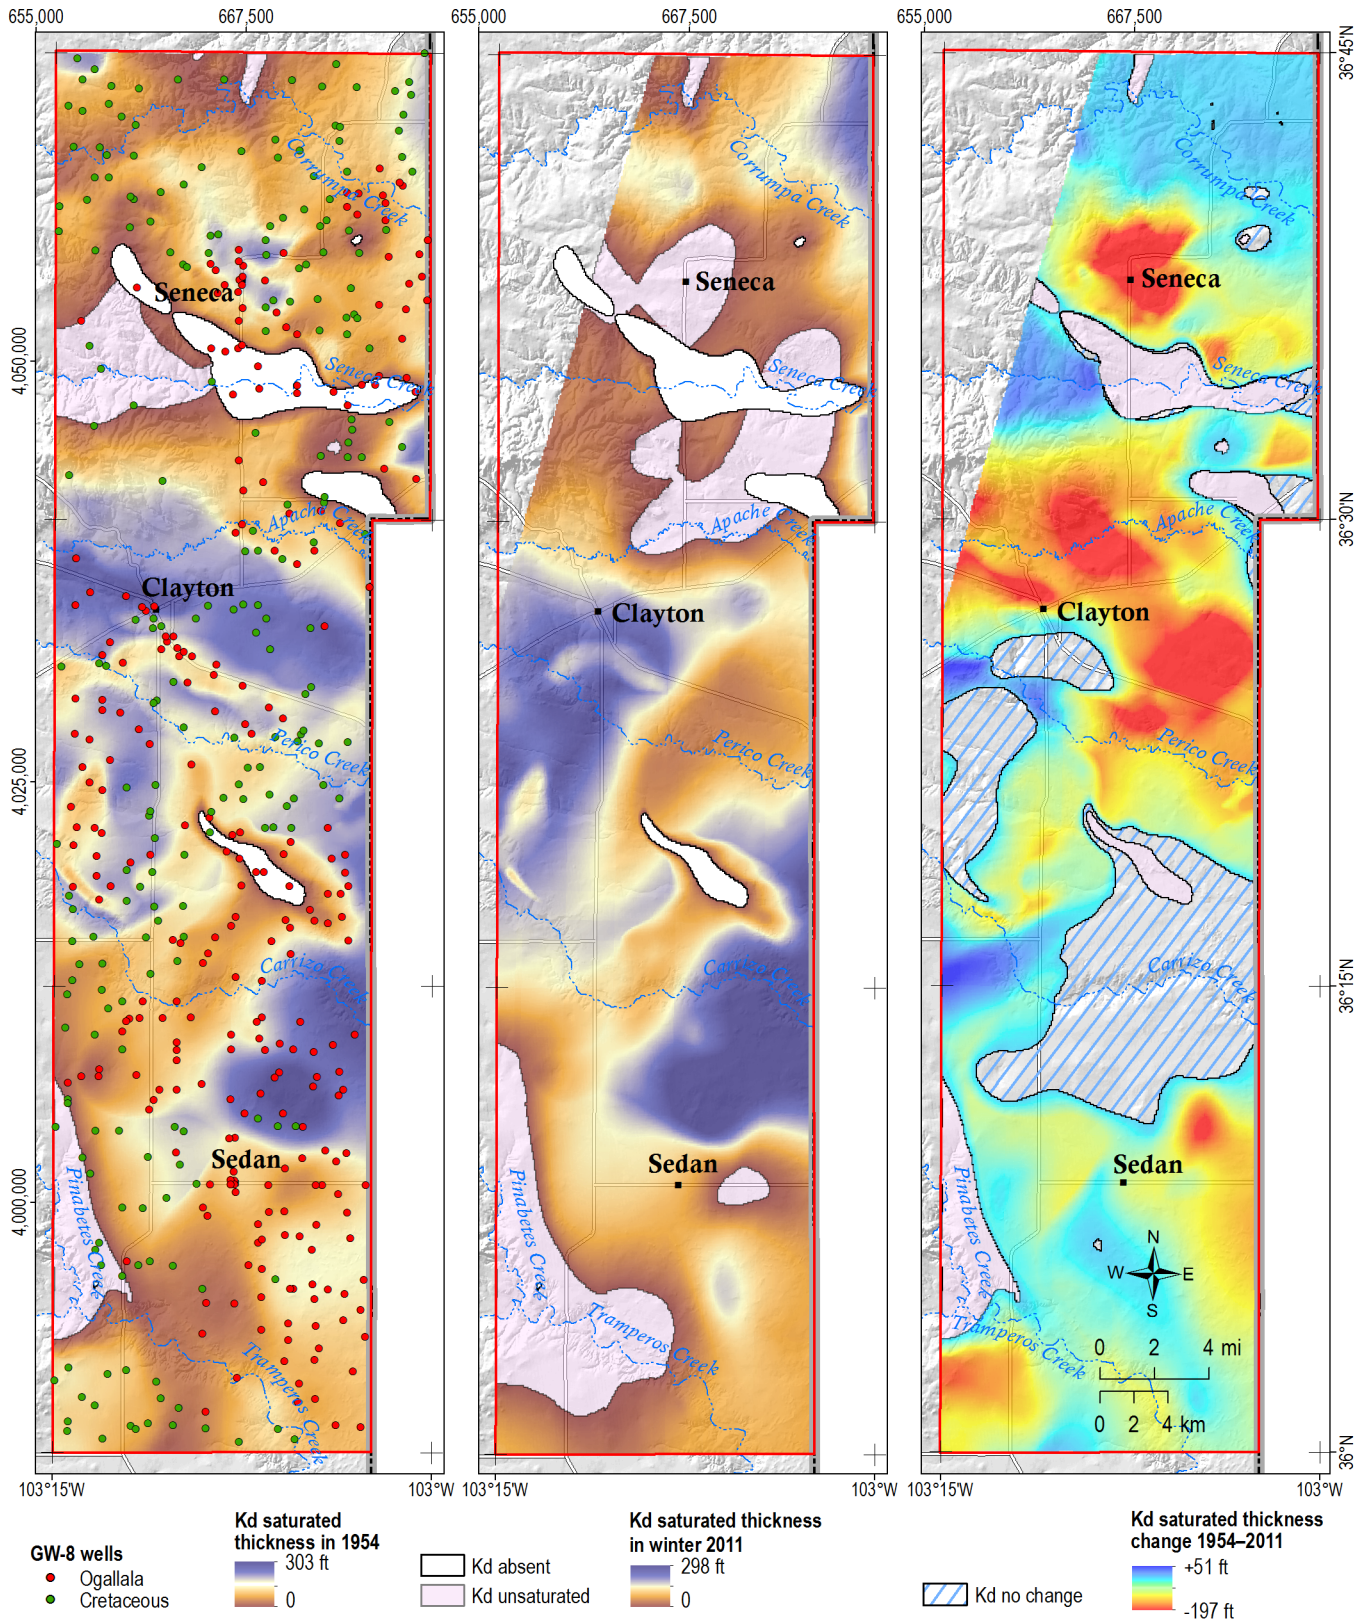 655,000
667,500
655,000
667,500
655,000
667,500
36°45'N
Corrumpa Creek
Corrumpa Creek
Corrumpa Creek
Seneca
Seneca
Seneca
4,050,000
Seneca Creek
Seneca Creek
Seneca Creek
Apache Creek
Apache Creek
Apache Creek
36°30'N
Clayton
Clayton
Clayton
Perico Creek
Perico Creek
Perico Creek
4,025,000
Carrizo Creek
Carrizo Creek
Carrizo Creek
36°15'N
Sedan
Sedan
Sedan
4,000,000
Pinabetes Creek
Pinabetes Creek
Pinabetes Creek
N
W E
S
Tramperos Creek
Tramperos Creek
Tramperos Creek
0 2 4 mi
0 2 4 km
36°N
103°15'W
103°W
103°15'W
103°W
103°15'W
103°W
GW-8 wells
Ogallala
Cretaceous
Kd saturated
thickness in 1954
303 ft
0
Kd absent
Kd unsaturated
Kd saturated thickness
in winter 2011
298 ft
0
Kd no change
Kd saturated thickness
change 1954–2011
+51 ft
-197 ft